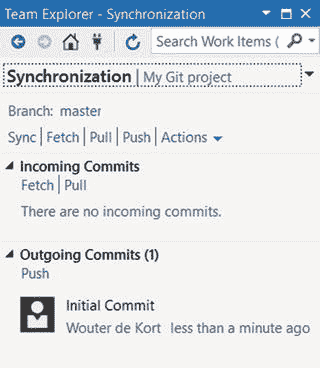 Team Explorer - Synchronization
Search Work Items (
Synchronization | My Git project
Branch: master
Sync | Fetch | Pull | Push | Actions
Incoming Commits
Fetch | Pull
There are no incoming commits.
Outgoing Commits (1)
Push
Initial Commit
Wouter de Kort less than a minute ago